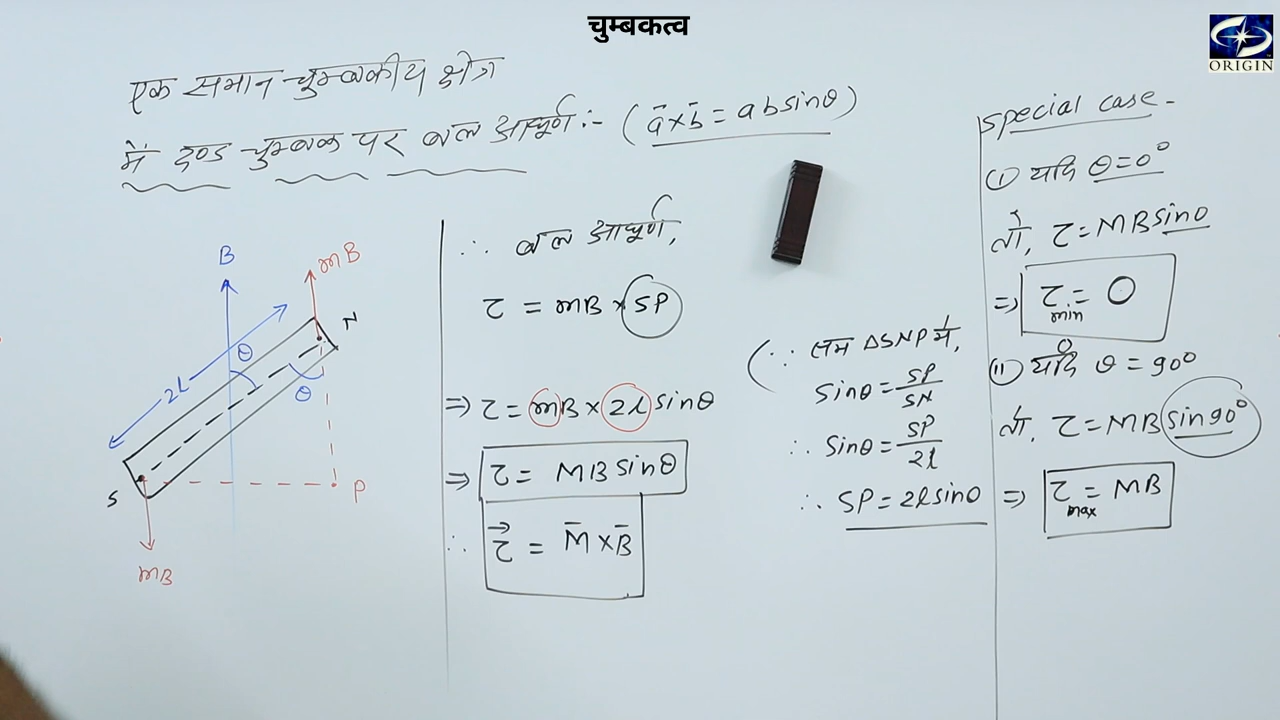 चुम्बकत्व
ORIGIN
एक समान चुम्बकीय क्षेत्र
में दण्ड चुम्बक पर बल आघूर्ण :- (a̅×b̅ = ab sinθ)
B
mB
N
2l
θ
θ
S
P
mB
∴ बल आघूर्ण,
τ = mB × SP
⇒ τ = mB × 2l sinθ
⇒ τ = MB sinθ
∴ τ⃗ = M̅ × B̅
(∵ सम ΔSNP में,
Sinθ = SP/SN
∴ Sinθ = SP/2l
∴ SP = 2l sinθ
special case -
(i) यदि θ = 0°
तो, τ = MB sin0
⇒ τmin = 0
(ii) यदि θ = 90°
तो, τ = MB sin90°
⇒ τmax = MB